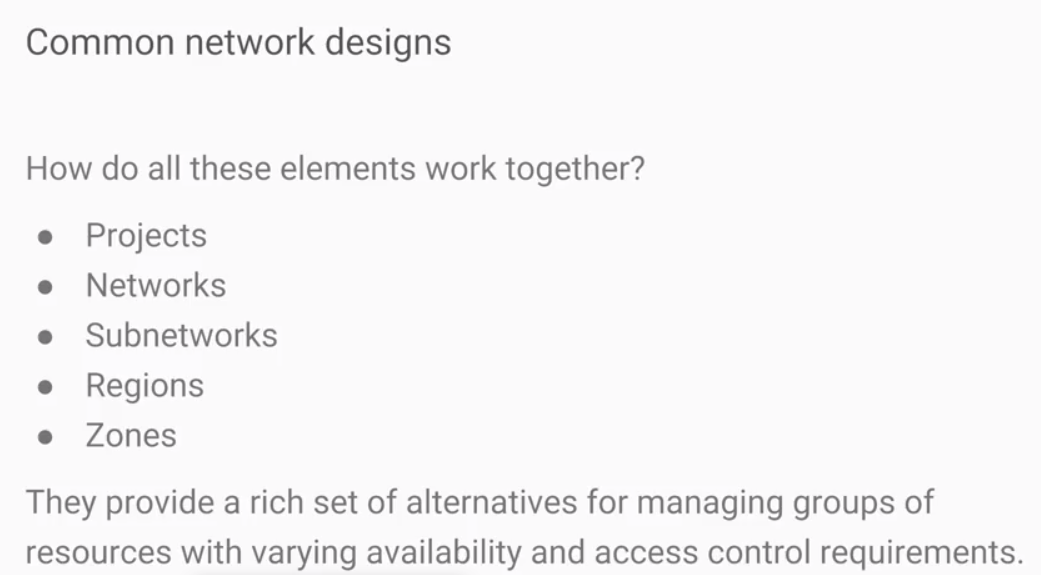 Common network designs
How do all these elements work together?
● Projects
● Networks
● Subnetworks
● Regions
● Zones
They provide a rich set of alternatives for managing groups of
resources with varying availability and access control requirements.